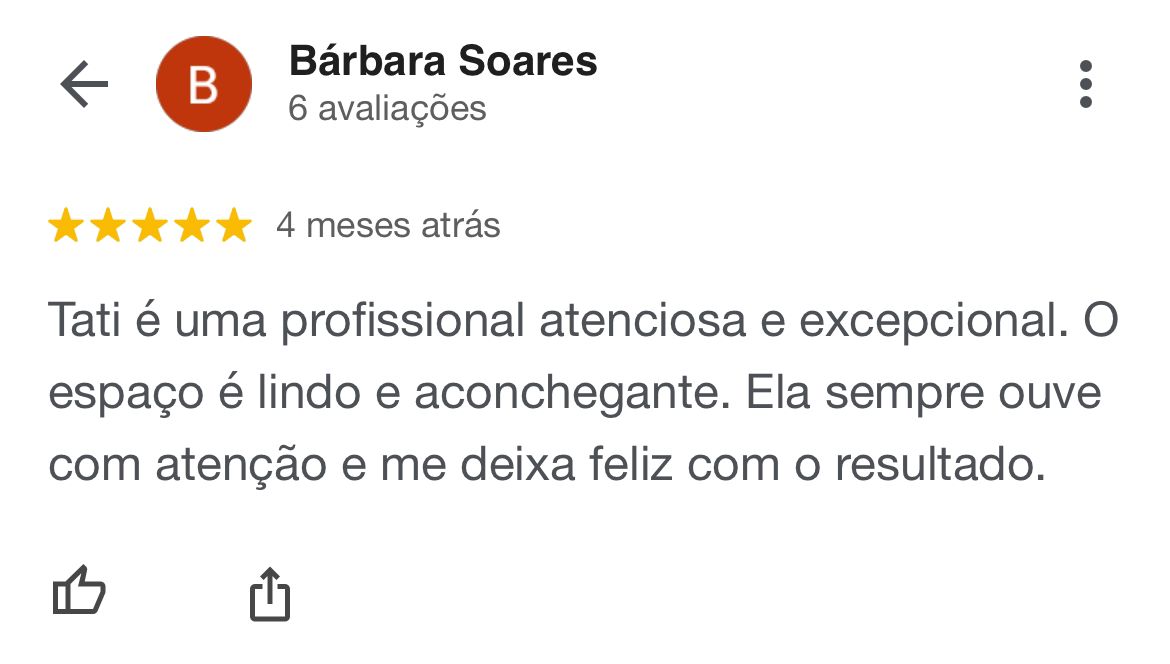 B
Bárbara Soares
6 avaliações
4 meses atrás
Tati é uma profissional atenciosa e excepcional. O
espaço é lindo e aconchegante. Ela sempre ouve
com atenção e me deixa feliz com o resultado.